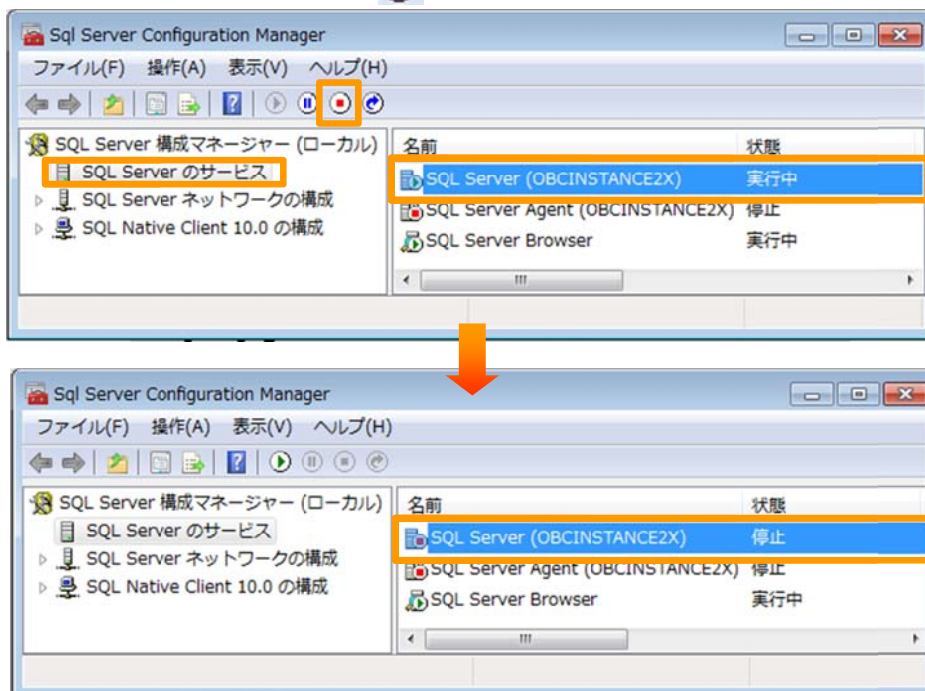 Sql Server Configuration Manager
ファイル(F) 操作(A) 表示(V) ヘルプ(H)
SQL Server 構成マネージャー (ローカル)
SQL Server のサービス
SQL Server ネットワークの構成
SQL Native Client 10.0 の構成
名前 状態
SQL Server (OBCINSTANCE2X) 実行中
SQL Server Agent (OBCINSTANCE2X) 停止
SQL Server Browser 実行中
Sql Server Configuration Manager
ファイル(F) 操作(A) 表示(V) ヘルプ(H)
SQL Server 構成マネージャー (ローカル)
SQL Server のサービス
SQL Server ネットワークの構成
SQL Native Client 10.0 の構成
名前 状態
SQL Server (OBCINSTANCE2X) 停止
SQL Server Agent (OBCINSTANCE2X) 停止
SQL Server Browser 実行中